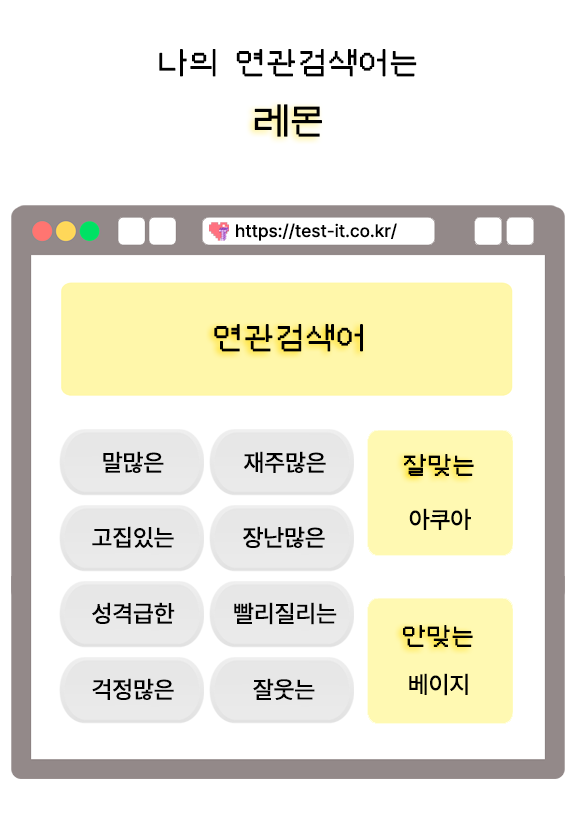 나의 연관검색어는
레몬
https://test-it.co.kr/
연관검색어
말많은 재주많은
고집있는 장난많은
성격급한 빨리질리는
걱정많은 잘웃는
잘맞는
아쿠아
안맞는
베이지